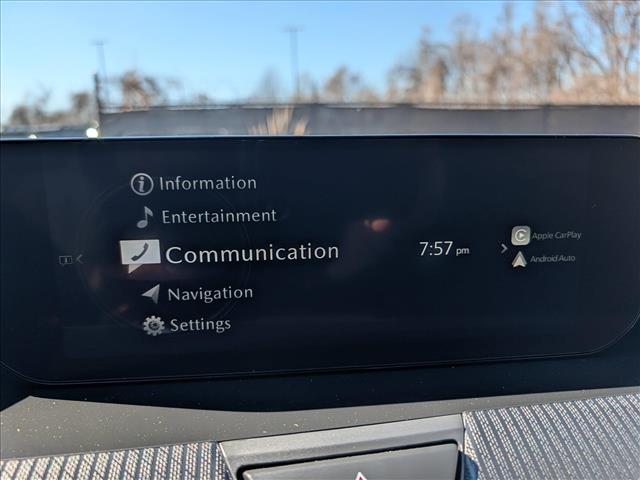 Information
Entertainment
Communication
Navigation
Settings
7:57 pm
Apple CarPlay
Android Auto